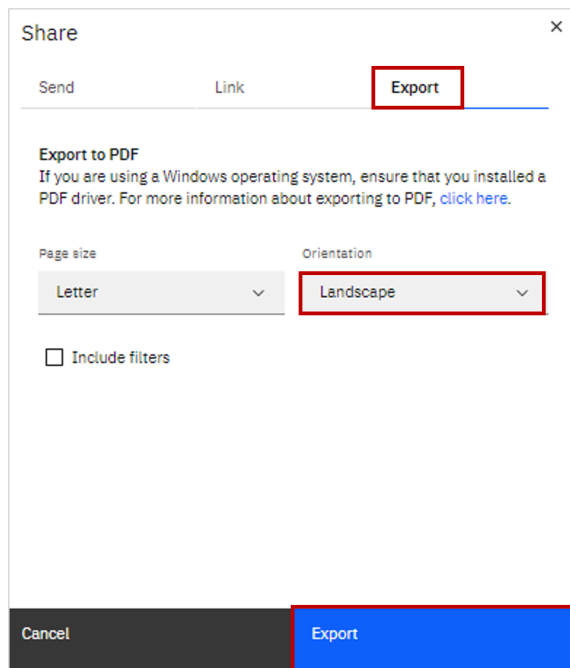 Share
Send Link Export
Export to PDF
If you are using a Windows operating system, ensure that you installed a
PDF driver. For more information about exporting to PDF, click here.
Page size Orientation
Letter Landscape
Include filters
Cancel Export